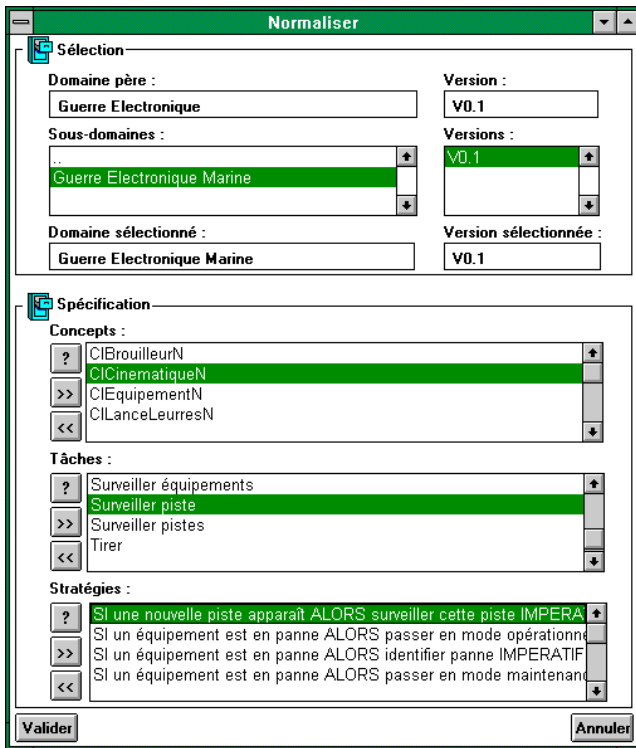 Normaliser
Sélection
Domaine père :
Version :
Guerre Electronique
V0.1
Sous-domaines :
Versions :
..
V0.1
Guerre Electronique Marine
Domaine sélectionné :
Version sélectionnée :
Guerre Electronique Marine
V0.1
Spécification
Concepts :
?
>>
<<
ClBrouilleurN
ClCinematiqueN
ClEquipementN
ClLanceLeurresN
Tâches :
?
>>
<<
Surveiller équipements
Surveiller piste
Surveiller pistes
Tirer
Stratégies :
?
>>
<<
SI une nouvelle piste apparaît ALORS surveiller cette piste IMPERA
SI un équipement est en panne ALORS passer en mode opérationne
SI un équipement est en panne ALORS identifier panne IMPERATIF
SI un équipement est en panne ALORS passer en mode maintenan
Valider
Annuler